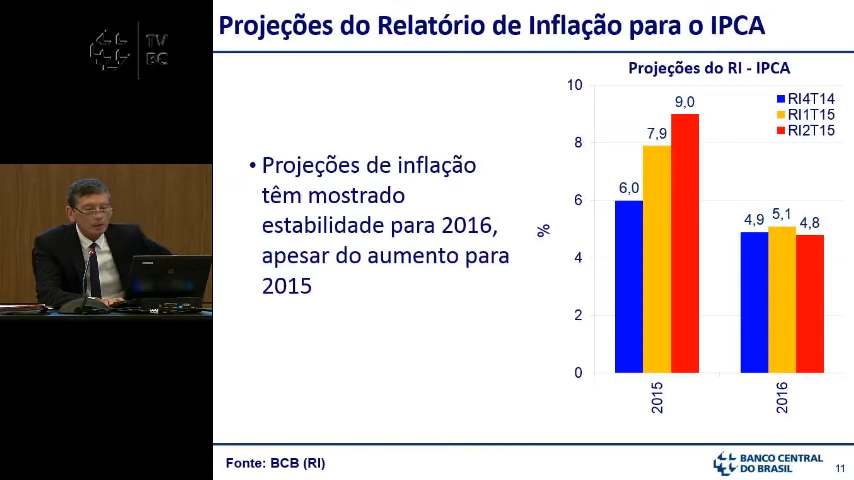 TV
BC
Projeções do Relatório de Inflação para o IPCA
• Projeções de inflação
têm mostrado
estabilidade para 2016,
apesar do aumento para
2015
Projeções do RI - IPCA
RI4T14
RI1T15
RI2T15
10
8
6
4
2
0
%
6,0
7,9
9,0
4,9
5,1
4,8
2015
2016
Fonte: BCB (RI)
BANCO CENTRAL
DO BRASIL
11